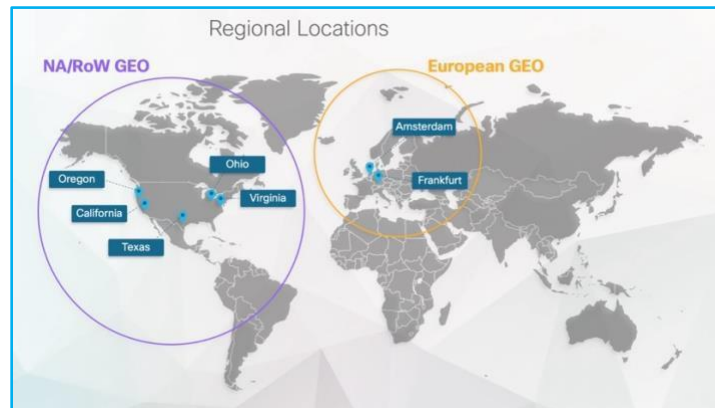 Regional Locations
NA/RoW GEO
European GEO
Amsterdam
Ohio
Oregon
Frankfurt
Virginia
California
Texas